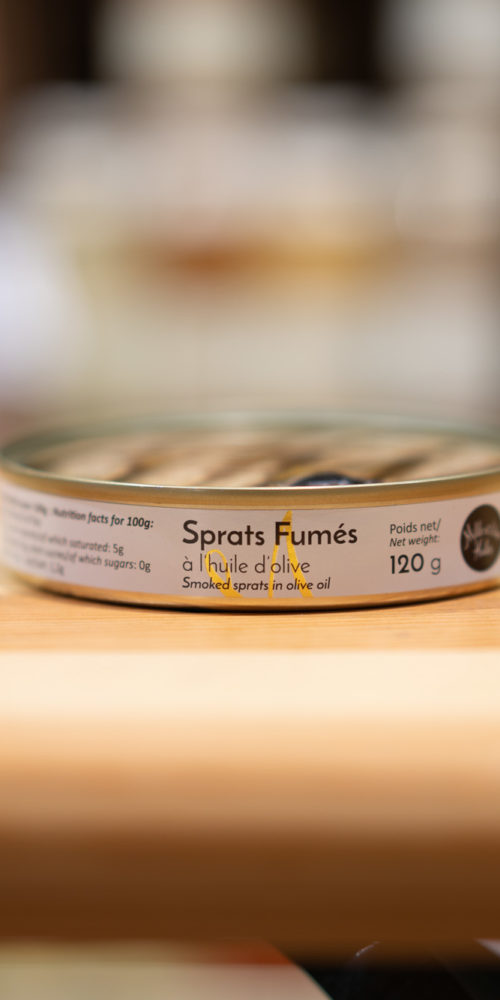 Nutrition facts for 100g:
of which saturated: 5g
of which sugars: 0g
Sprats Fumés
à l'huile d'olive
Smoked sprats in olive oil
Poids net/
Net weight:
120 g